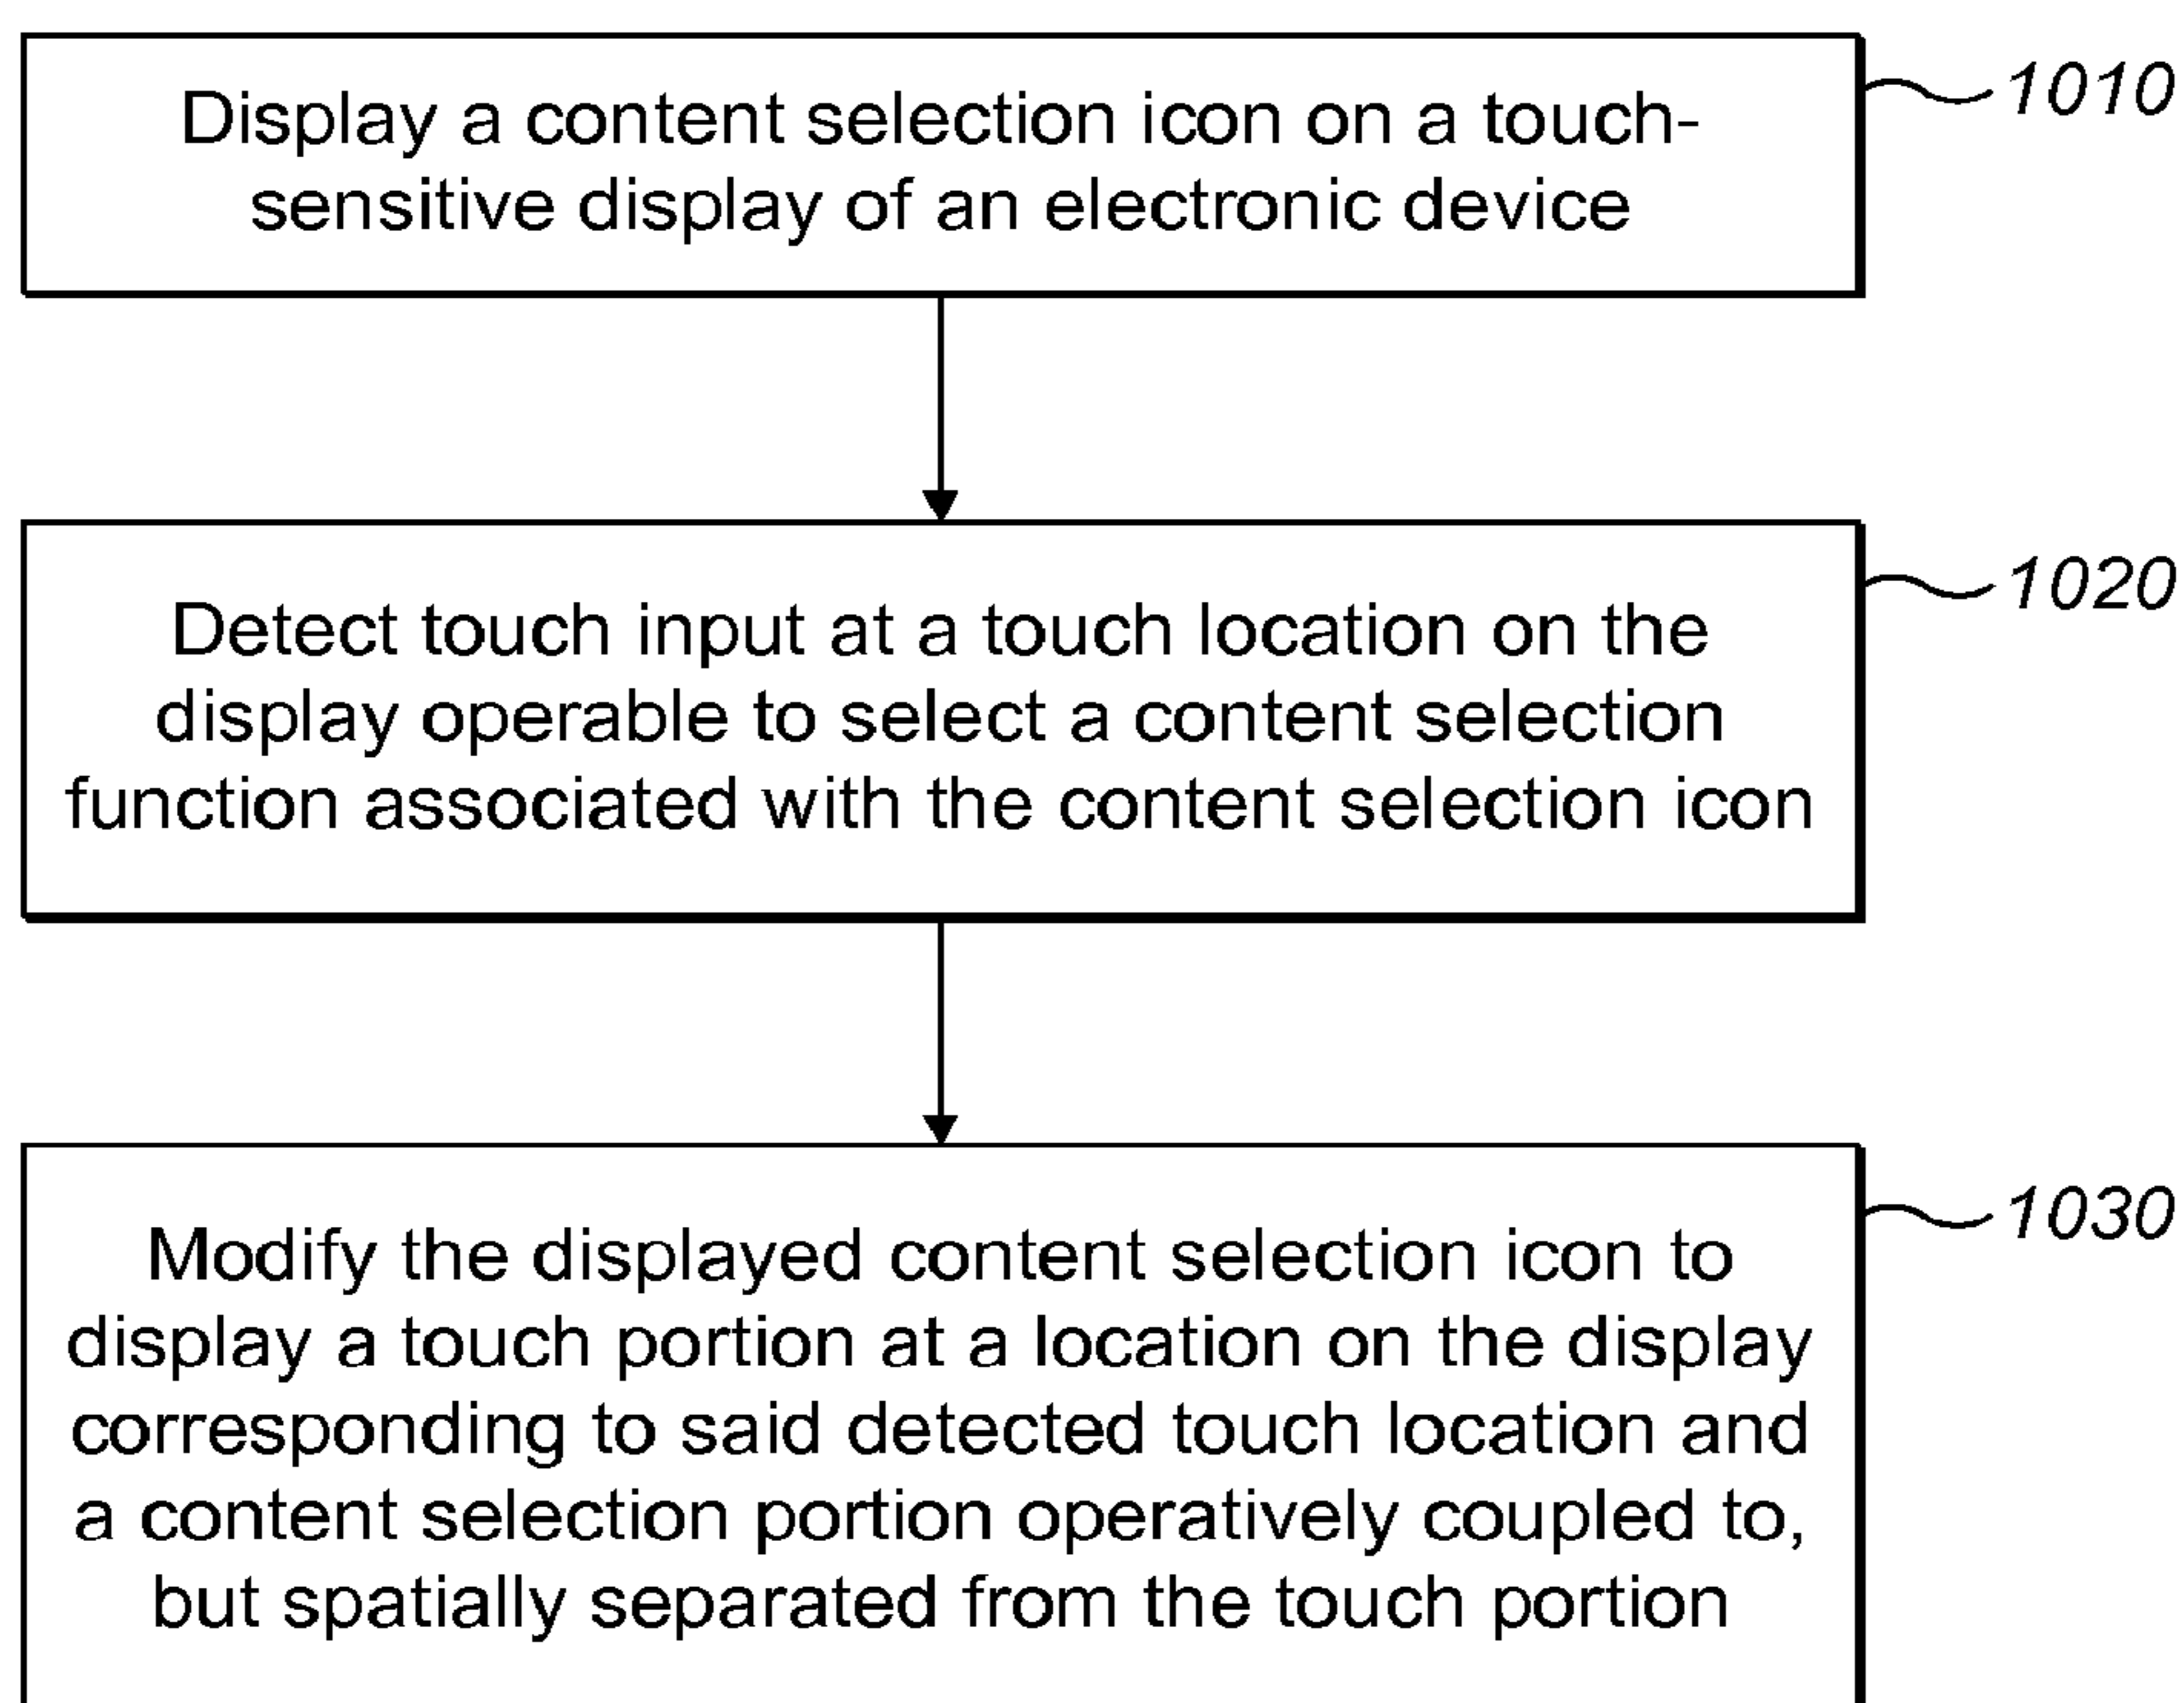 Display a content selection icon on a touch-
sensitive display of an electronic device
1010
Detect touch input at a touch location on the
display operable to select a content selection
function associated with the content selection icon
1020
Modify the displayed content selection icon to
display a touch portion at a location on the display
corresponding to said detected touch location and
a content selection portion operatively coupled to,
but spatially separated from the touch portion
1030